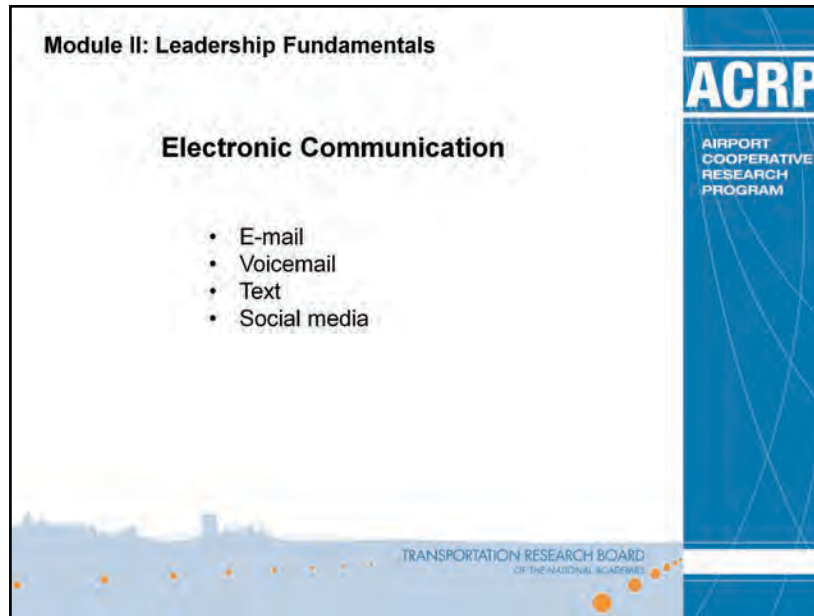 Module II: Leadership Fundamentals
Electronic Communication
• E-mail
• Voicemail
• Text
• Social media
ACRP
AIRPORT
COOPERATIVE
RESEARCH
PROGRAM
TRANSPORTATION RESEARCH BOARD
OF THE NATIONAL ACADEMIES